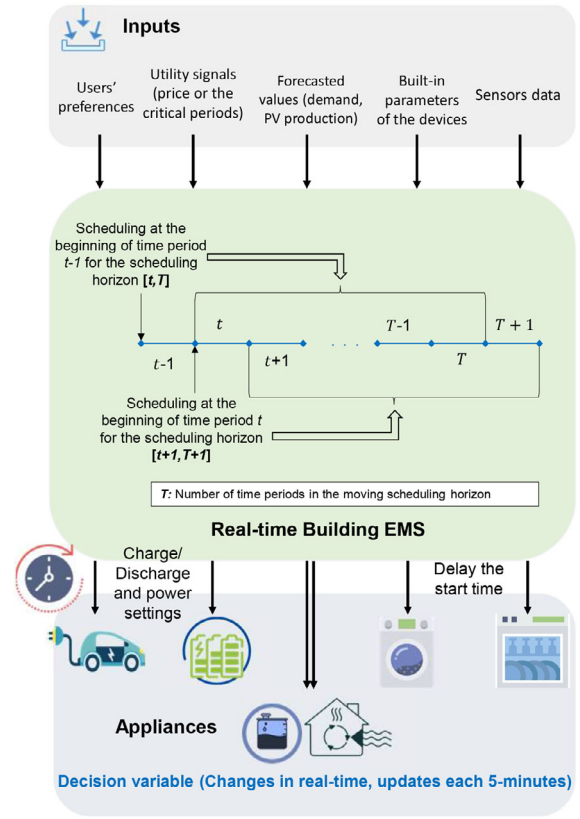 Inputs
Users'
preferences
Utility signals
(price or the
critical periods)
Forecasted
values (demand,
PV production)
Built-in
parameters
of the devices
Sensors data
Scheduling at the
beginning of time period
t-1 for the scheduling
horizon [t,T]
t
T-1
T + 1
t-1
t+1
. . .
T
Scheduling at the
beginning of time period t
for the scheduling horizon
[t+1,T+1]
T: Number of time periods in the moving scheduling horizon
Real-time Building EMS
Charge/
Discharge
and power
settings
Delay the
start time
Appliances
Decision variable (Changes in real-time, updates each 5-minutes)